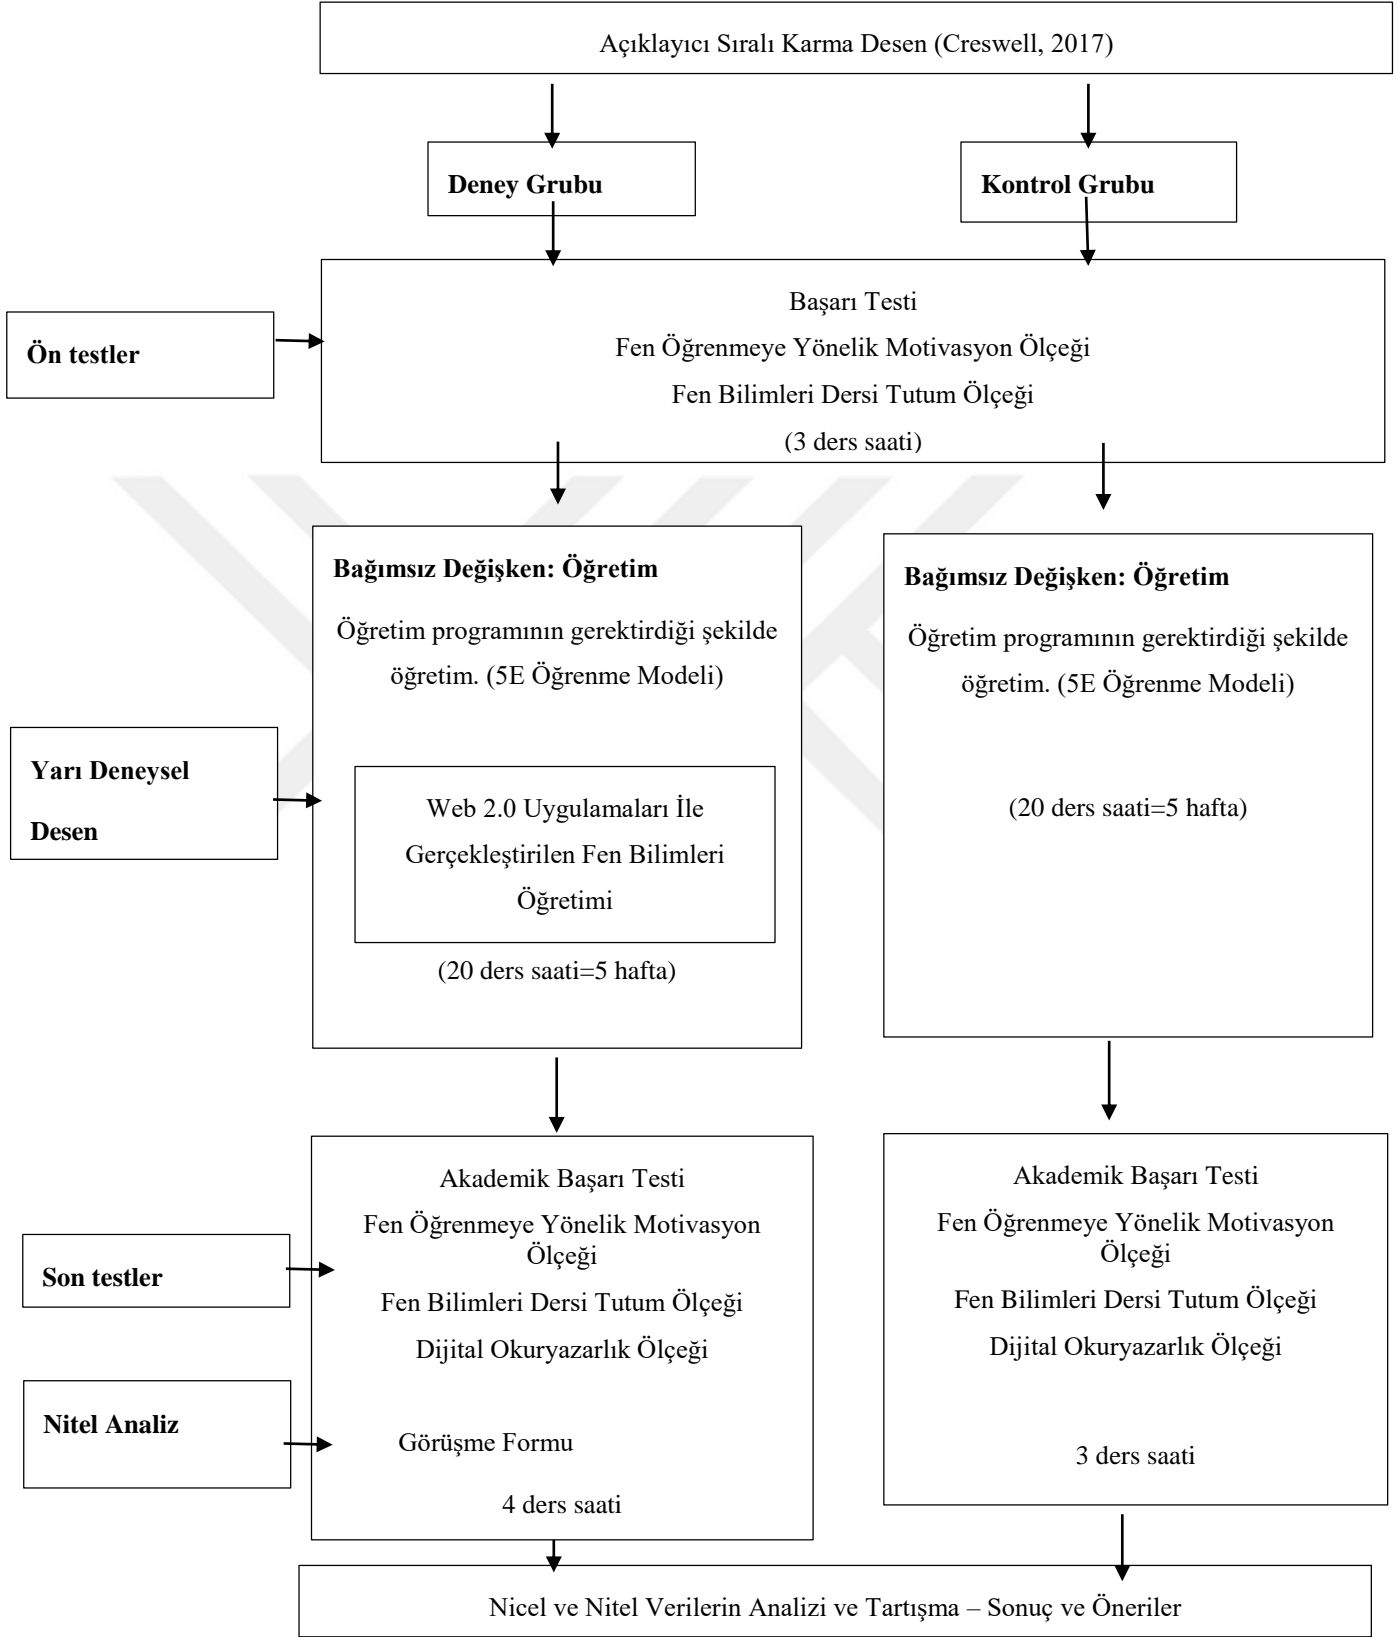 Açıklayıcı Sıralı Karma Desen (Creswell, 2017)
Deney Grubu
Kontrol Grubu
Ön testler
Başarı Testi
Fen Öğrenmeye Yönelik Motivasyon Ölçeği
Fen Bilimleri Dersi Tutum Ölçeği
(3 ders saati)
Yarı Deneysel
Desen
Bağımsız Değişken: Öğretim
Öğretim programının gerektirdiği şekilde
öğretim. (5E Öğrenme Modeli)
Web 2.0 Uygulamaları İle
Gerçekleştirilen Fen Bilimleri
Öğretimi
(20 ders saati=5 hafta)
Bağımsız Değişken: Öğretim
Öğretim programının gerektirdiği şekilde
öğretim. (5E Öğrenme Modeli)
(20 ders saati=5 hafta)
Son testler
Nitel Analiz
Akademik Başarı Testi
Fen Öğrenmeye Yönelik Motivasyon
Ölçeği
Fen Bilimleri Dersi Tutum Ölçeği
Dijital Okuryazarlık Ölçeği
Görüşme Formu
4 ders saati
Akademik Başarı Testi
Fen Öğrenmeye Yönelik Motivasyon
Ölçeği
Fen Bilimleri Dersi Tutum Ölçeği
Dijital Okuryazarlık Ölçeği
3 ders saati
Nicel ve Nitel Verilerin Analizi ve Tartışma – Sonuç ve Öneriler